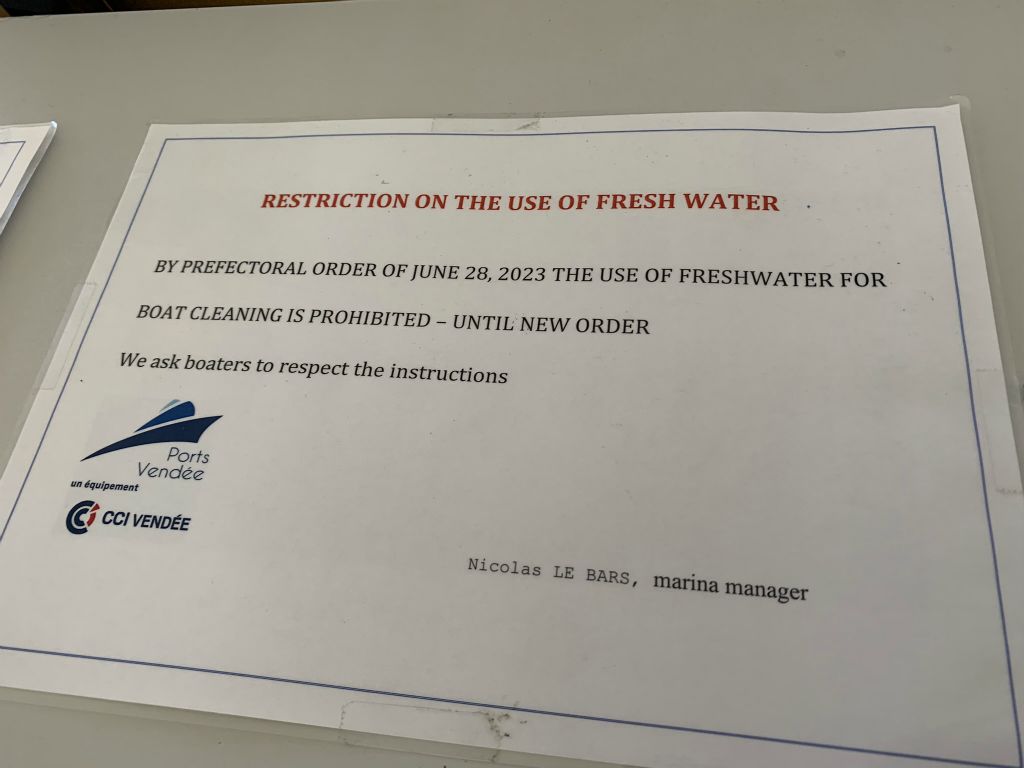 RESTRICTION ON THE USE OF FRESH WATER
BY PREFECTORAL ORDER OF JUNE 28, 2023 THE USE OF FRESHWATER FOR
BOAT CLEANING IS PROHIBITED – UNTIL NEW ORDER
We ask boaters to respect the instructions
Ports
Vendée
un équipement
CCI VENDÉE
Nicolas LE BARS, marina manager